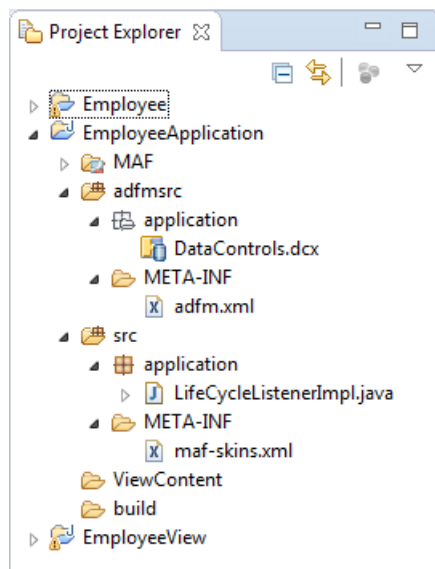 Project Explorer
Employee
EmployeeApplication
MAF
adfmsrc
application
DataControls.dcx
META-INF
adfm.xml
src
application
LifeCycleListenerImpl.java
META-INF
maf-skins.xml
ViewContent
build
EmployeeView